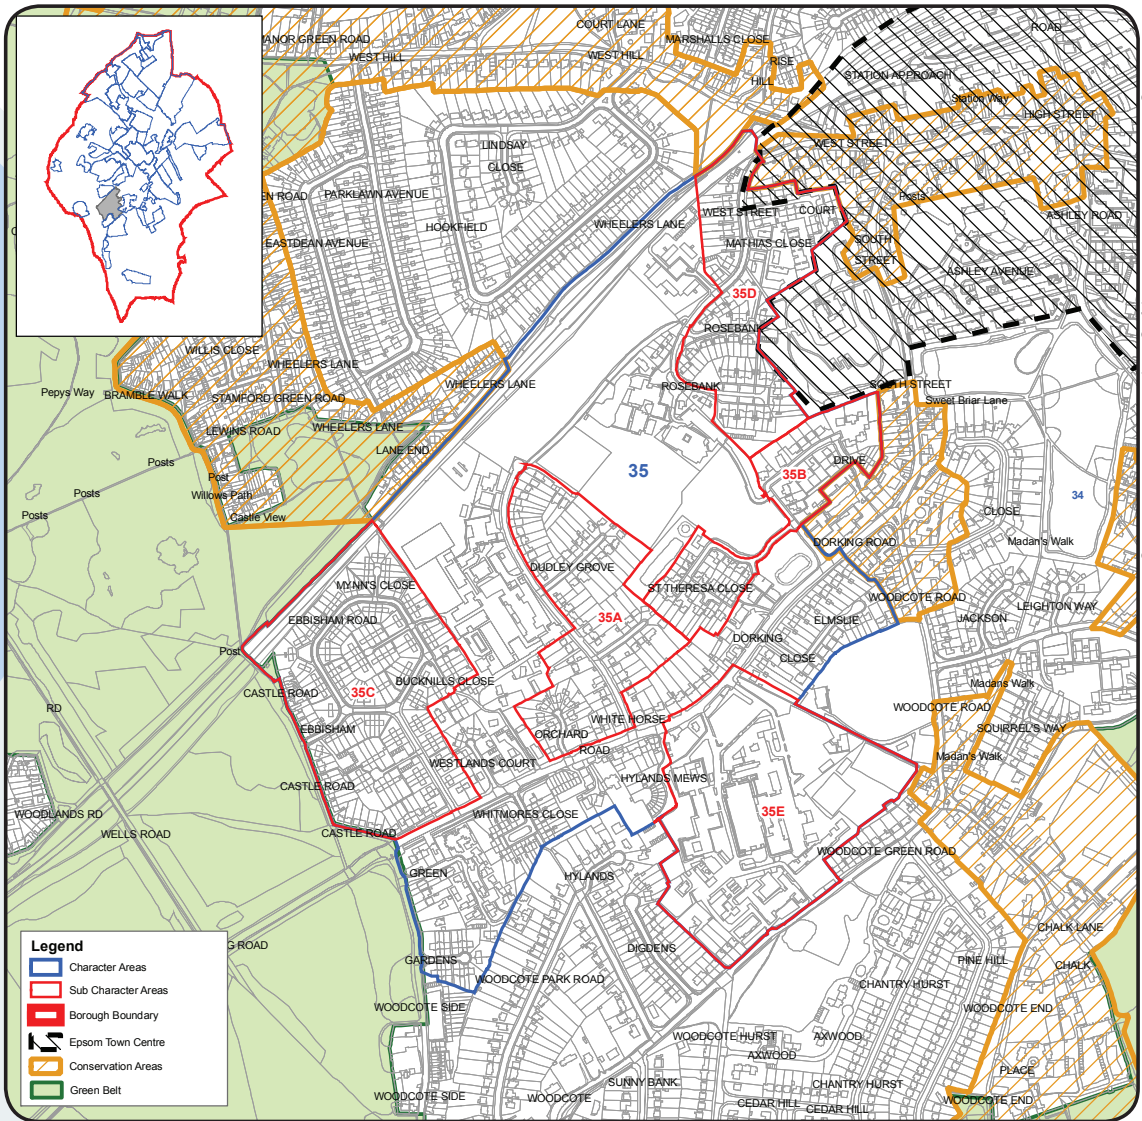 COURT LANE
ROAD
MANOR GREEN ROAD
MARSHALLS CLOSE
WEST HILL
WEST HILL
RISE
HILL
STATION APPROACH
Station Way
HIGH STREET
WEST STREET
LINDSAY
CLOSE
PARKLAWN AVENUE
EN ROAD
Posts
WEST STREET
COURT
ASHLEY ROAD
HOOKFIELD
WHEELERS LANE
EASTDEAN AVENUE
MATHIAS CLOSE
SOUTH
STREET
ASHLEY AVENUE
35D
ROSEBANK
WILLIS CLOSE
WHEELERS LANE
WHEELERS LANE
ROSEBANK
SOUTH STREET
Pepys Way
BRAMBLE WALK
STAMFORD GREEN ROAD
Sweet Briar Lane
LEWINS ROAD
WHEELERS LANE
LANE END
Posts
DRIVE
35
35B
Post
Posts
Willows Path
34
CLOSE
Posts
Castle View
DORKING ROAD
Madan's Walk
DUDLEY GROVE
MYNN'S CLOSE
ST THERESA CLOSE
WOODCOTE ROAD
LEIGHTON WAY
EBBISHAM ROAD
35A
ELMSLIE
JACKSON
DORKING
Post
CLOSE
BUCKNILLS CLOSE
Madans Walk
CASTLE ROAD
35C
RD
WOODCOTE ROAD
WHITE HORSE
EBBISHAM
ORCHARD
SQUIRREL'S WAY
ROAD
WESTLANDS COURT
Madan's Walk
HYLANDS MEWS
CASTLE ROAD
WOODLANDS RD
WHITMORES CLOSE
35E
WELLS ROAD
CASTLE ROAD
WOODCOTE GREEN ROAD
GREEN
HYLANDS
CHALK LANE
G ROAD
DIGDENS
GARDENS
PINE HILL
CHALK
WOODCOTE PARK ROAD
CHANTRY HURST
WOODCOTE SIDE
WOODCOTE END
WOODCOTE HURST
AXWOOD
AXWOOD
PLACE
SUNNY BANK
CHANTRY HURST
WOODCOTE SIDE
WOODCOTE
CEDAR HILL
CEDAR HILL
WOODCOTE END
Legend
Character Areas
Sub Character Areas
Borough Boundary
Epsom Town Centre
Conservation Areas
Green Belt